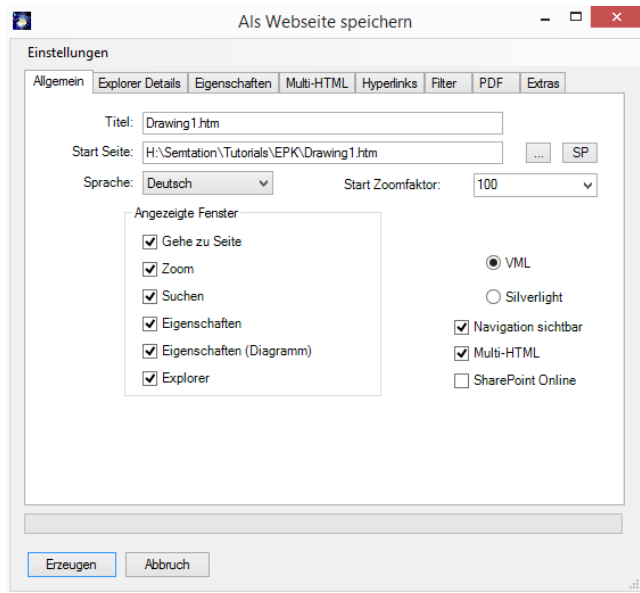 Als Webseite speichern
Einstellungen
Allgemein Explorer Details Eigenschaften Multi-HTML Hyperlinks Filter PDF Extras
Titel: Drawing1.htm
Start Seite: H:\Semtation\Tutorials\EPK\Drawing1.htm ... SP
Sprache: Deutsch Start Zoomfaktor: 100
Angezeigte Fenster
Gehe zu Seite
Zoom
Suchen
Eigenschaften
Eigenschaften (Diagramm)
Explorer
VML
Silverlight
Navigation sichtbar
Multi-HTML
SharePoint Online
Erzeugen Abbruch